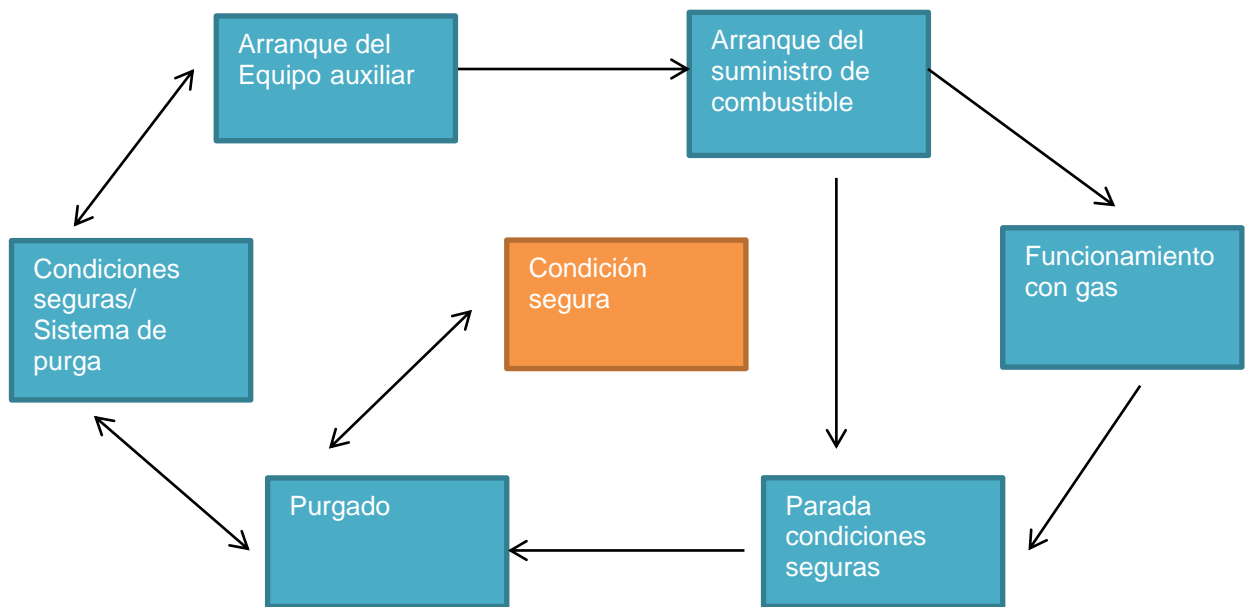 Arranque del
Equipo auxiliar
Arranque del
suministro de
combustible
Condiciones
seguras/
Sistema de
purga
Condición
segura
Funcionamiento
con gas
Purgado
Parada
condiciones
seguras